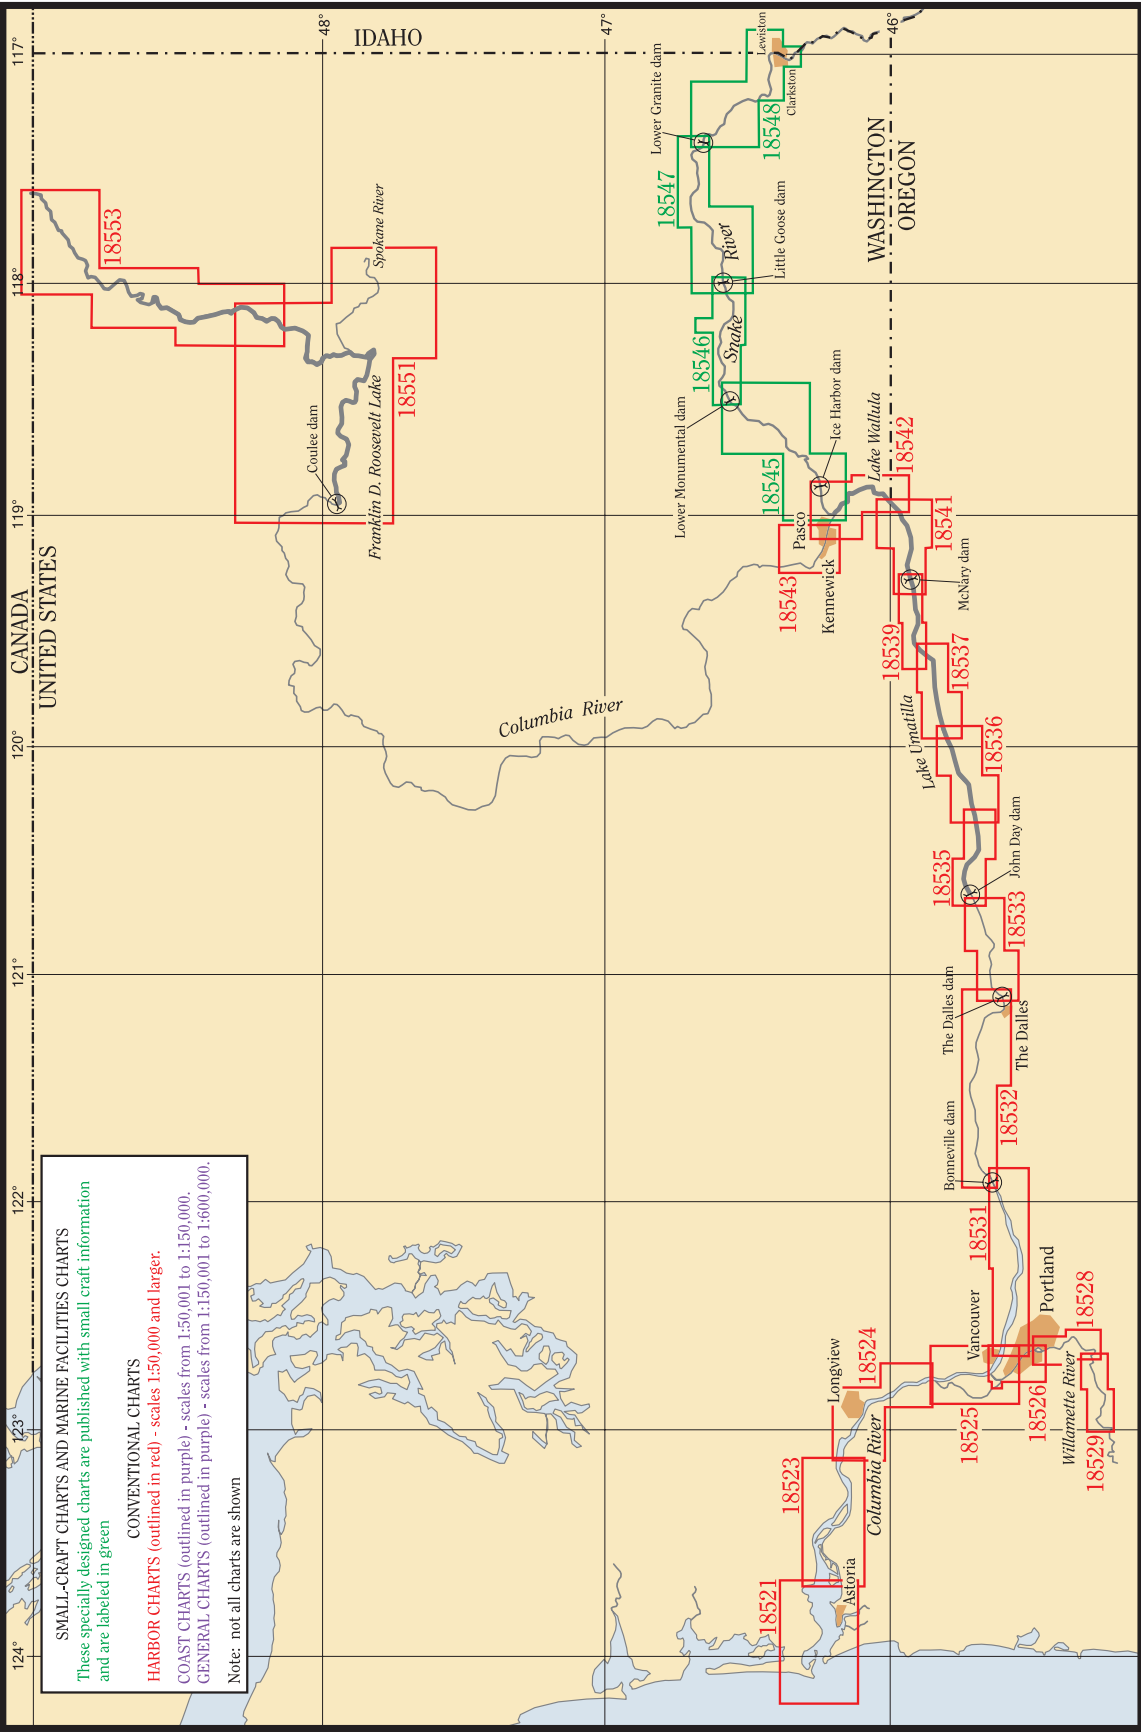 SMALL-CRAFT CHARTS AND MARINE FACILITIES CHARTS
These specially designed charts are published with small craft information
and are labeled in green
CONVENTIONAL CHARTS
HARBOR CHARTS (outlined in red) - scales 1:50,000 and larger.
COAST CHARTS (outlined in purple) - scales from 1:50,001 to 1:150,000.
GENERAL CHARTS (outlined in purple) - scales from 1:150,001 to 1:600,000.
Note: not all charts are shown
124°
123°
122°
121°
120°
119°
118°
117°
CANADA
UNITED STATES
IDAHO
48°
47°
46°
WASHINGTON
OREGON
18553
Spokane River
18551
Coulee dam
Franklin D. Roosevelt Lake
Columbia River
Lower Granite dam
Lewiston
Clarkston
18548
18547
River
Little Goose dam
Snake
18546
Lower Monumental dam
18545
Ice Harbor dam
Lake Wallula
18542
Pasco
Kennewick
18543
18541
McNary dam
18539
18537
Lake Umatilla
18536
John Day dam
18535
18533
The Dalles dam
The Dalles
18532
Bonneville dam
18531
Vancouver
Portland
18528
Longview
18524
18525
18526
Willamette River
18529
Columbia River
18523
18521
Astoria